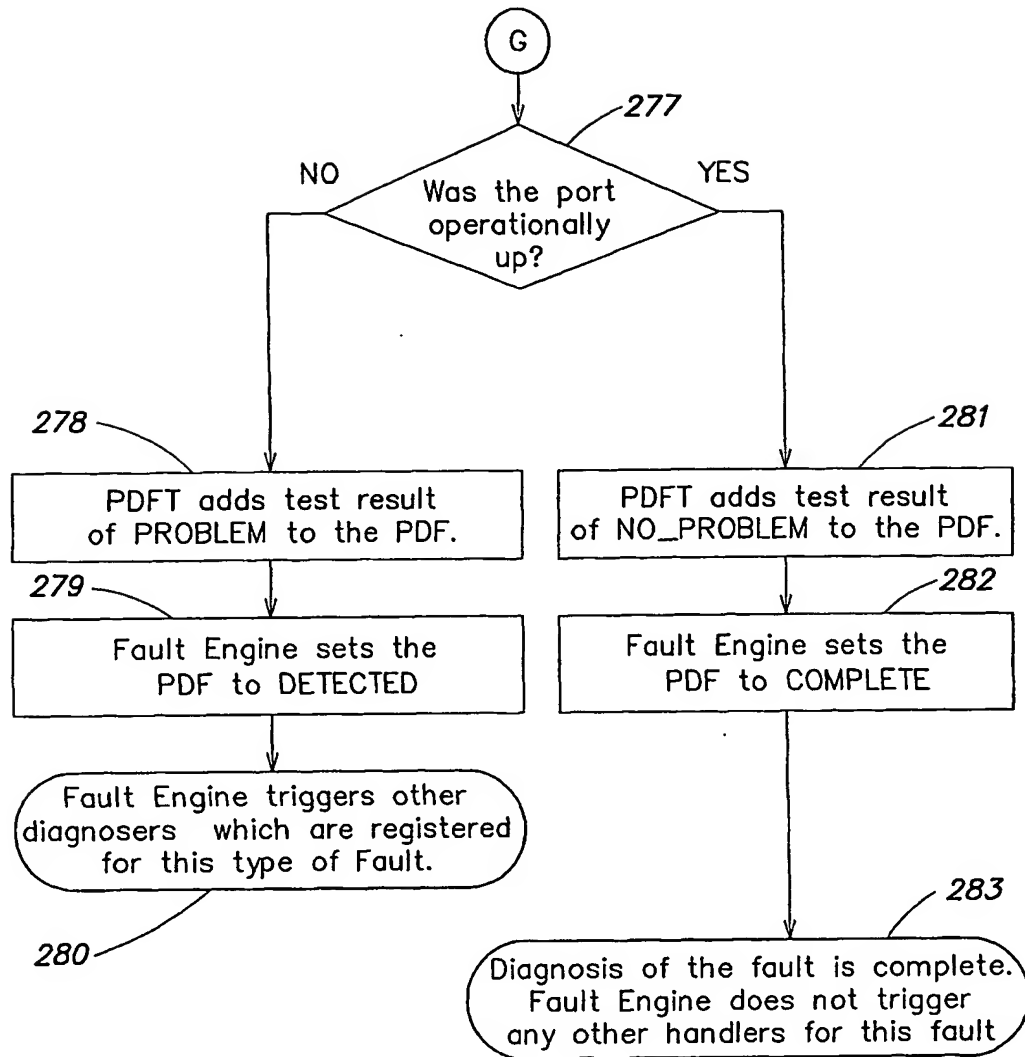 G
277
NO
YES
Was the port
operationally
up?
278
281
PDFT adds test result
of PROBLEM to the PDF.
PDFT adds test result
of NO_PROBLEM to the PDF.
279
282
Fault Engine sets the
PDF to DETECTED
Fault Engine sets the
PDF to COMPLETE
Fault Engine triggers other
diagnosers which are registered
for this type of Fault.
280
283
Diagnosis of the fault is complete.
Fault Engine does not trigger
any other handlers for this fault